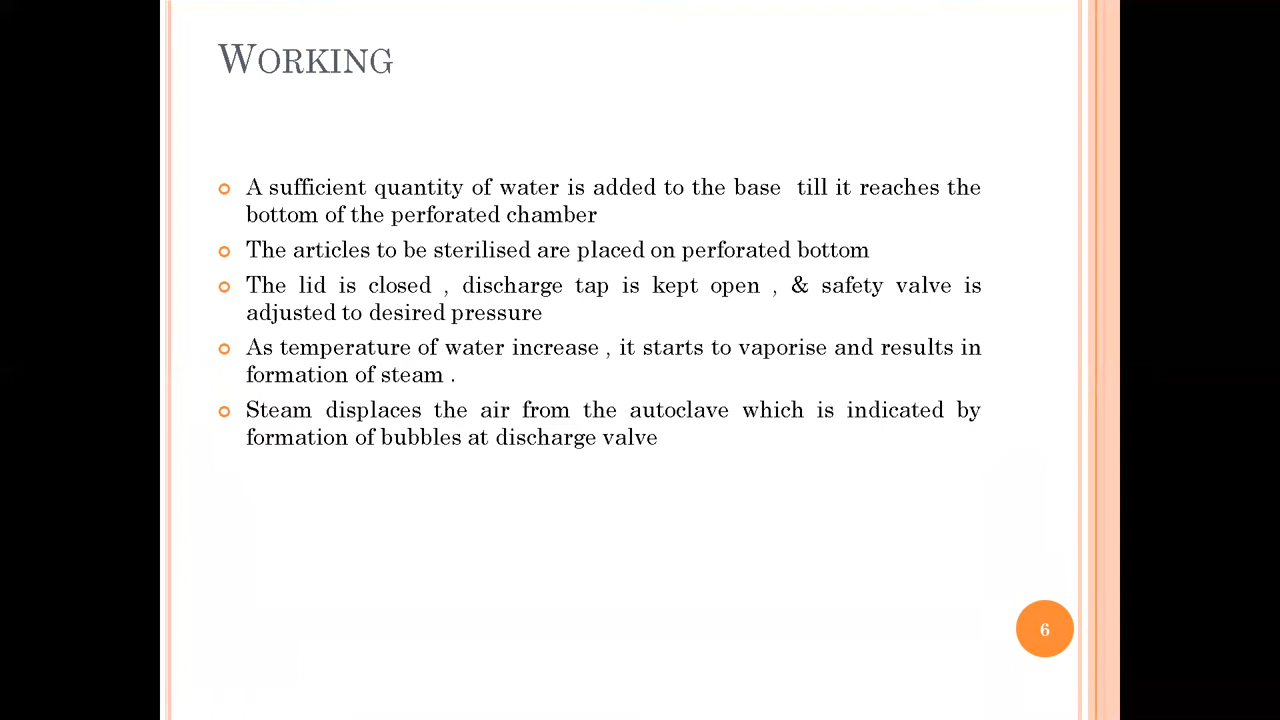 WORKING
A sufficient quantity of water is added to the base till it reaches the
bottom of the perforated chamber
The articles to be sterilised are placed on perforated bottom
The lid is closed , discharge tap is kept open , & safety valve is
adjusted to desired pressure
As temperature of water increase , it starts to vaporise and results in
formation of steam .
Steam displaces the air from the autoclave which is indicated by
formation of bubbles at discharge valve
6